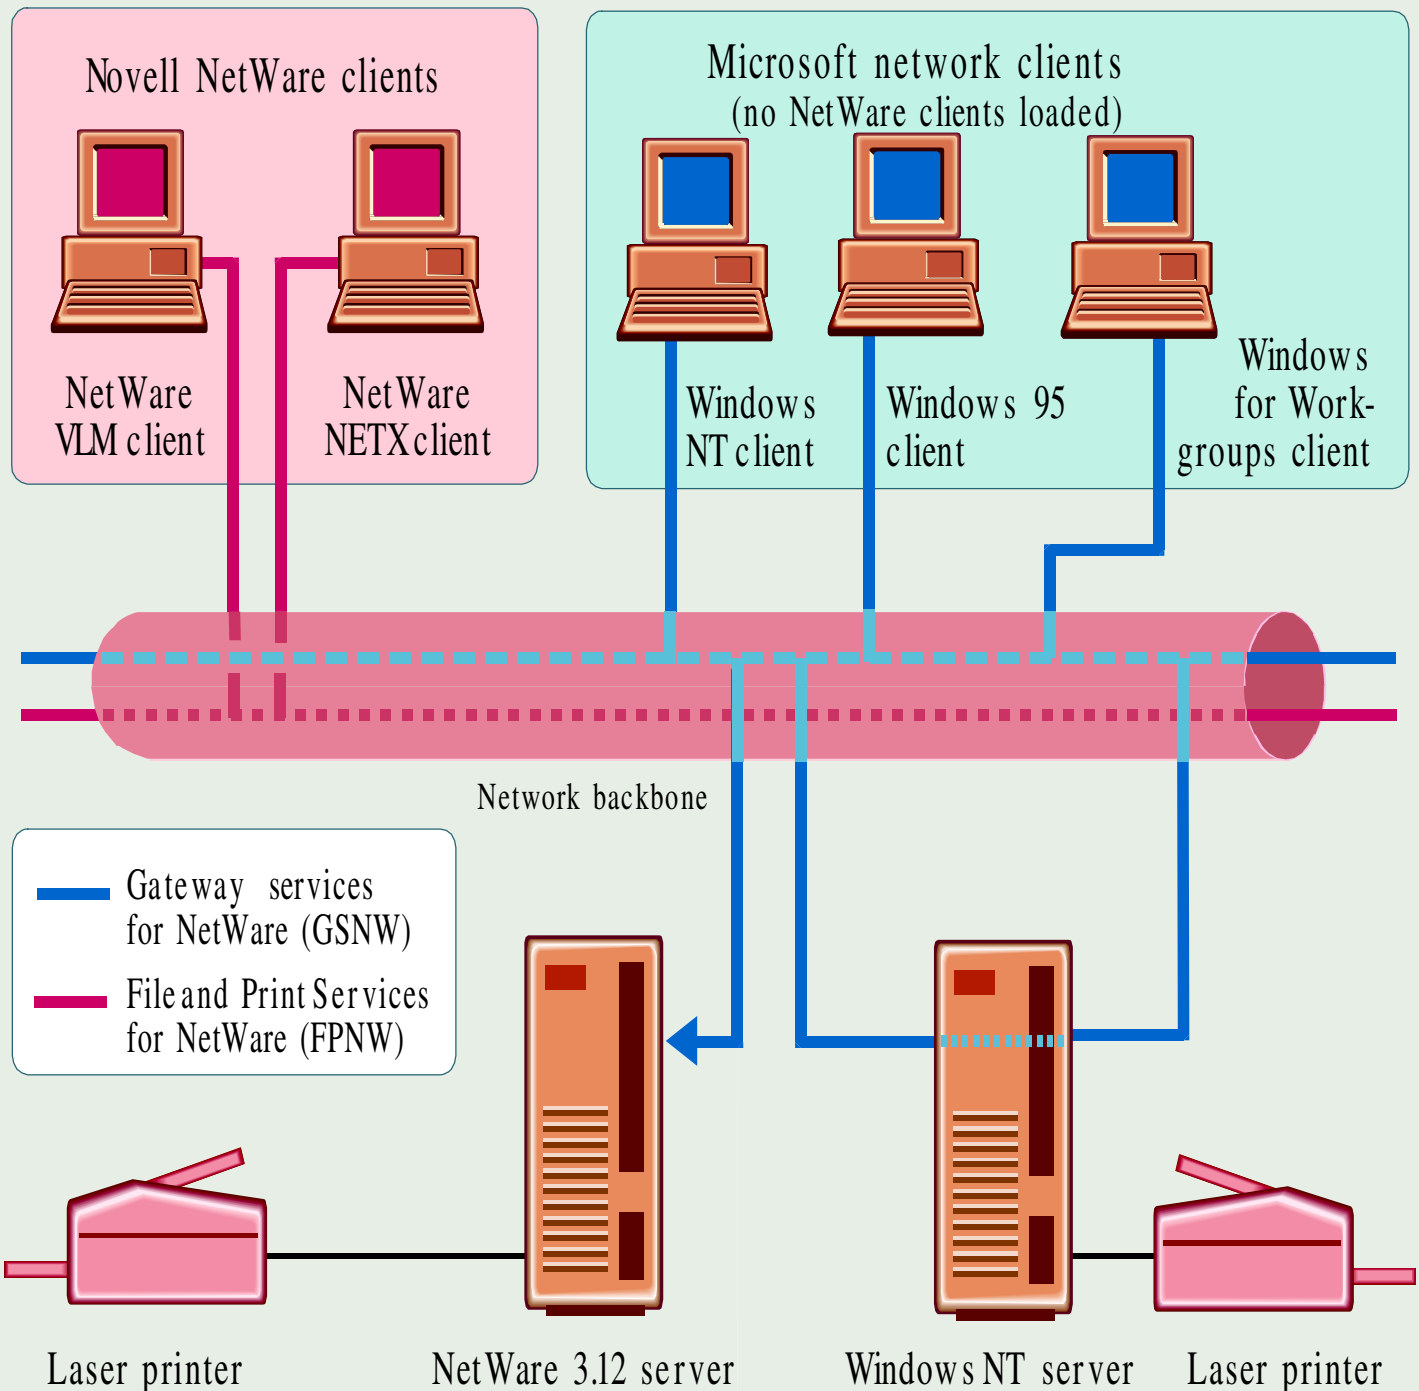 Novell NetWare clients
NetWare
VLM client
NetWare
NETX client
Microsoft network clients
(no NetWare clients loaded)
Windows
NT client
Windows 95
client
Windows
for Work-
groups client
Network backbone
Gateway services
for NetWare (GSNW)
File and Print Services
for NetWare (FPNW)
Laser printer
NetWare 3.12 server
Windows NT server
Laser printer